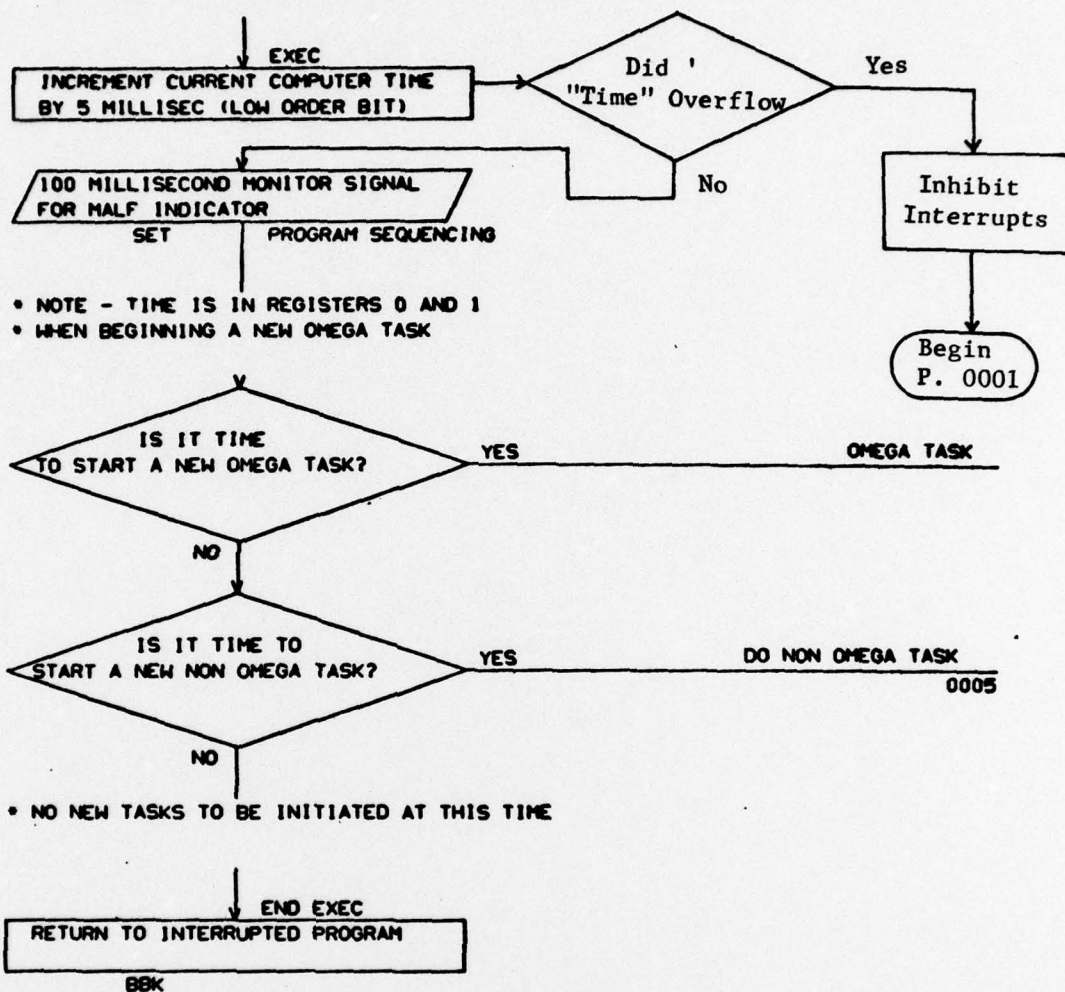 EXEC
INCREMENT CURRENT COMPUTER TIME
BY 5 MILLISEC (LOW ORDER BIT)
Did '
"Time" Overflow
Yes
No
Inhibit
Interrupts
Begin
P. 0001
100 MILLISECOND MONITOR SIGNAL
FOR MALF INDICATOR
SET PROGRAM SEQUENCING
* NOTE - TIME IS IN REGISTERS 0 AND 1
* WHEN BEGINNING A NEW OMEGA TASK
IS IT TIME
TO START A NEW OMEGA TASK?
YES
OMEGA TASK
NO
IS IT TIME TO
START A NEW NON OMEGA TASK?
YES
DO NON OMEGA TASK
0005
NO
* NO NEW TASKS TO BE INITIATED AT THIS TIME
END EXEC
RETURN TO INTERRUPTED PROGRAM
BBK